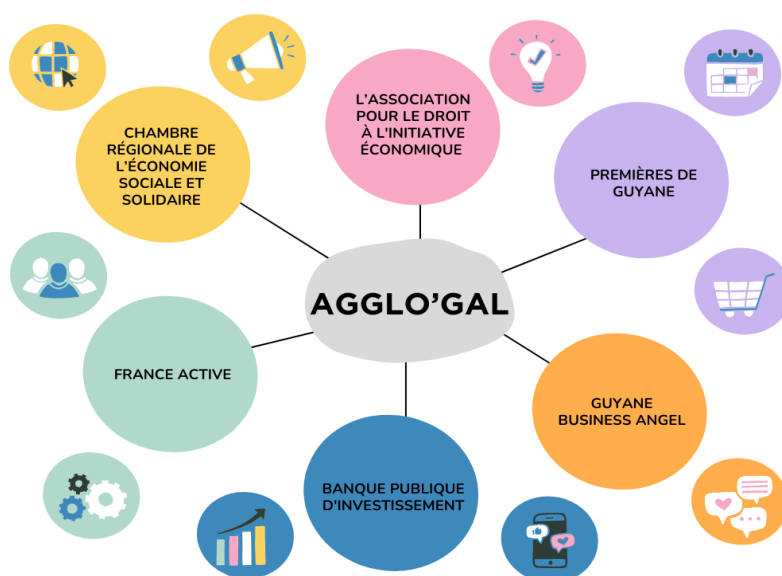 CHAMBRE
RÉGIONALE DE
L'ÉCONOMIE
SOCIALE ET
SOLIDAIRE
L'ASSOCIATION
POUR LE DROIT
À L'INITIATIVE
ÉCONOMIQUE
PREMIÈRES DE
GUYANE
AGGLO'GAL
FRANCE ACTIVE
GUYANE
BUSINESS ANGEL
BANQUE PUBLIQUE
D'INVESTISSEMENT